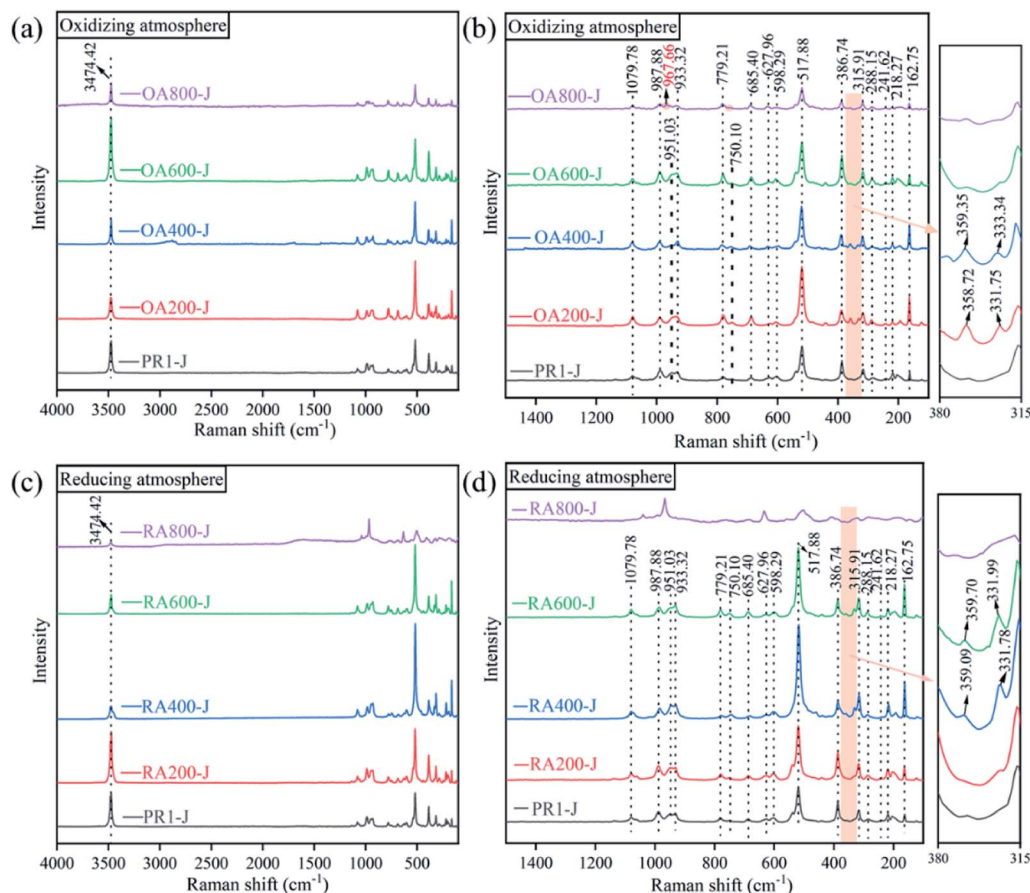 (a)
Oxidizing atmosphere
3474.42
OA800-J
OA600-J
OA400-J
OA200-J
PR1-J
Intensity
4000 3500 3000 2500 2000 1500 1000 500
Raman shift (cm⁻¹)
(b)
Oxidizing atmosphere
1079.78
987.88
967.66
933.32
779.21
685.40
627.96
598.29
517.88
386.74
315.91
288.15
241.62
218.27
162.75
951.03
750.10
OA800-J
OA600-J
OA400-J
OA200-J
PR1-J
Intensity
1400 1000 800 600 400 200
Raman shift (cm⁻¹)
359.35
333.34
358.72
331.75
380 315
(c)
Reducing atmosphere
3474.42
RA800-J
RA600-J
RA400-J
RA200-J
PR1-J
Intensity
4000 3500 3000 2500 2000 1500 1000 500
Raman shift (cm⁻¹)
(d)
Reducing atmosphere
RA800-J
1079.78
987.88
951.03
933.32
779.21
750.10
685.40
627.96
598.29
517.88
386.74
315.91
288.15
241.62
218.27
162.75
RA600-J
RA400-J
RA200-J
PR1-J
Intensity
1400 1000 800 600 400 200
Raman shift (cm⁻¹)
359.70
331.99
359.09
331.78
380 315